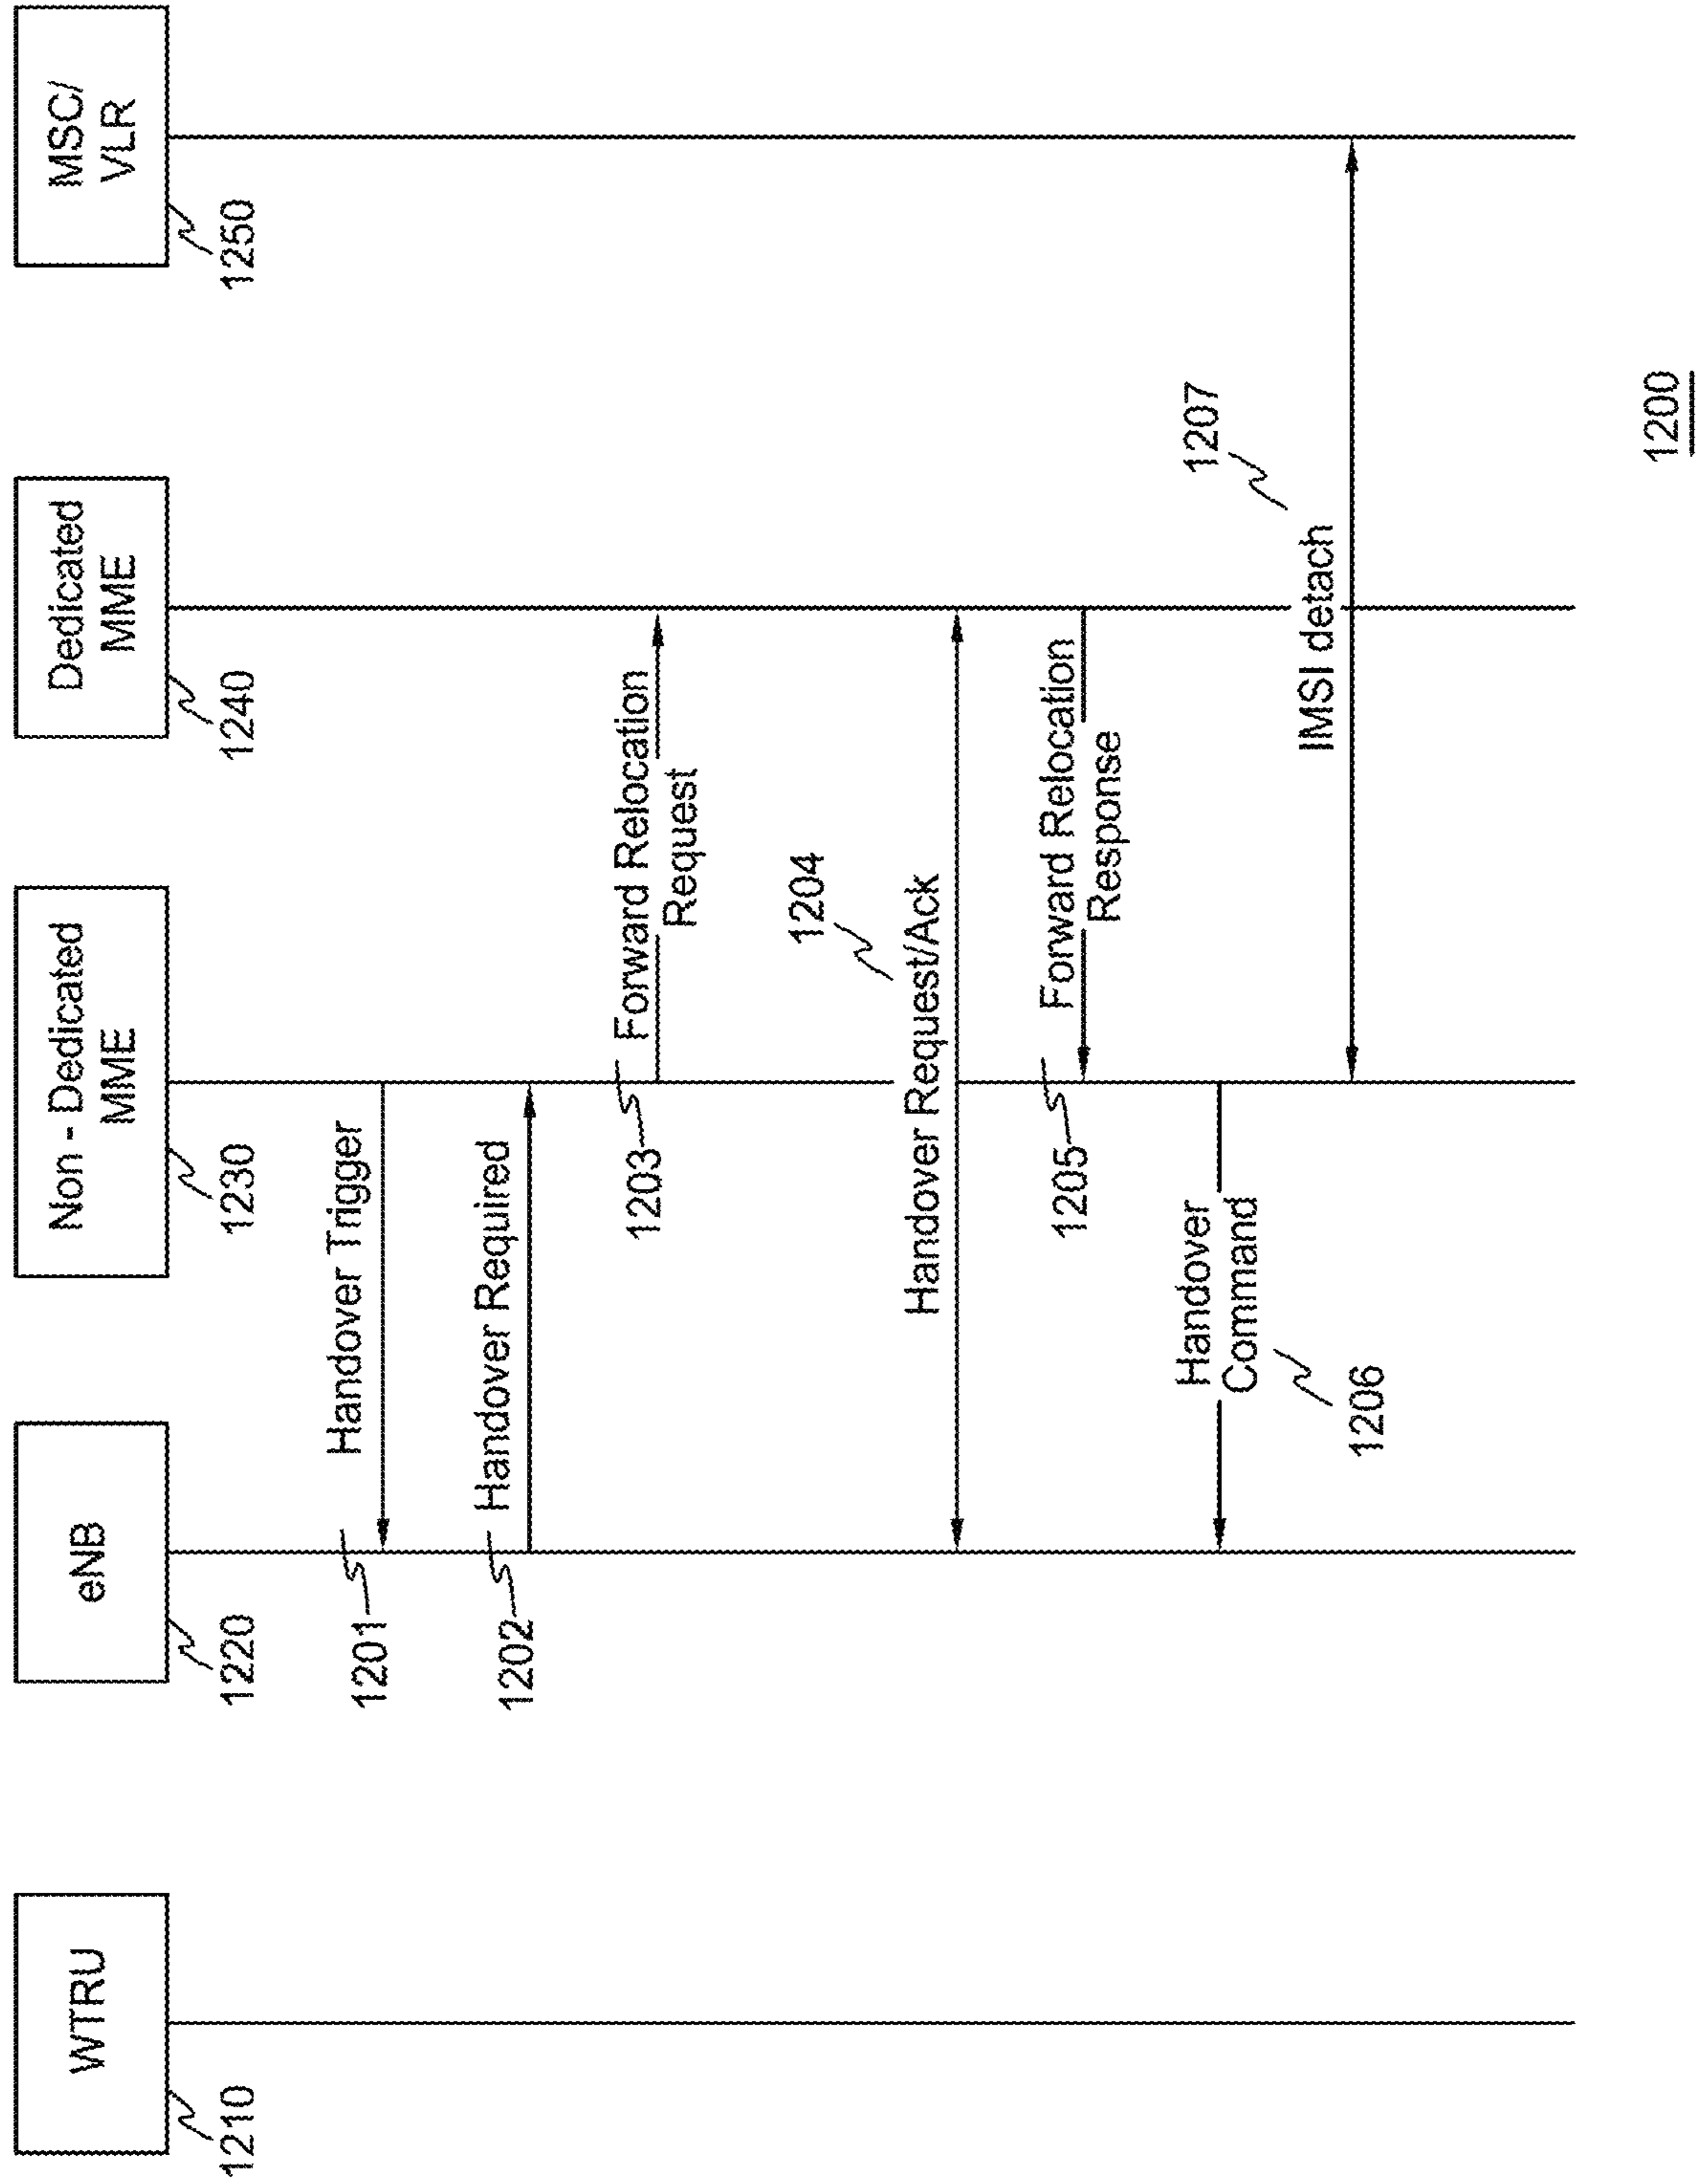 WTRU
1210
eNB
1220
Non - Dedicated
MME
1230
Dedicated
MME
1240
MSC/
VLR
1250
Handover Trigger
1201
Handover Required
1202
Forward Relocation
Request
1203
1204
Handover Request/Ack
Forward Relocation
Response
1205
Handover
Command
1206
1207
IMSI detach
1200